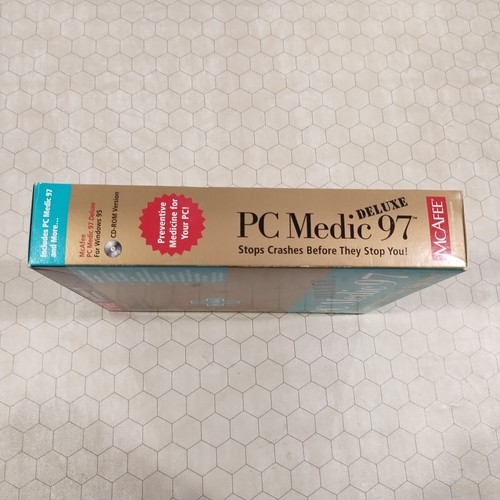 Includes PC Medic 97
and More...
McAfee
PC Medic 97 Deluxe
For Windows 95
CD-ROM Version
Preventive
Medicine for
Your PC!
DELUXE
PC Medic 97™
Stops Crashes Before They Stop You!
MCAFEE